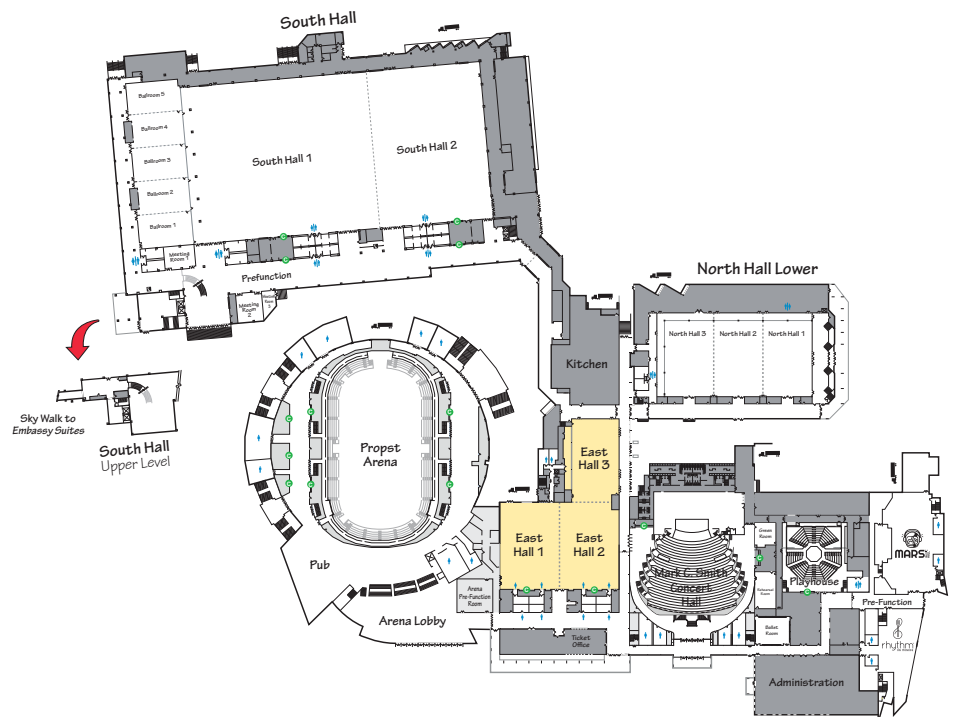 South Hall
Ballroom 5
Ballroom 4
Ballroom 3
Ballroom 2
Ballroom 1
South Hall 1
South Hall 2
Meeting
Room 1
Prefunction
Meeting
Room 2
North Hall Lower
North Hall 3
North Hall 2
North Hall 1
Kitchen
Sky Walk to
Embassy Suites
South Hall
Upper Level
Propst
Arena
East
Hall 3
East
Hall 1
East
Hall 2
Pub
Arena
Pre-Function
Room
Arena Lobby
Ticket
Office
Mark C. Smith
Concert
Hall
Green
Room
Rehearsal
Room
Ballet
Room
Playhouse
MARS
Pre-Function
rhythm
Administration